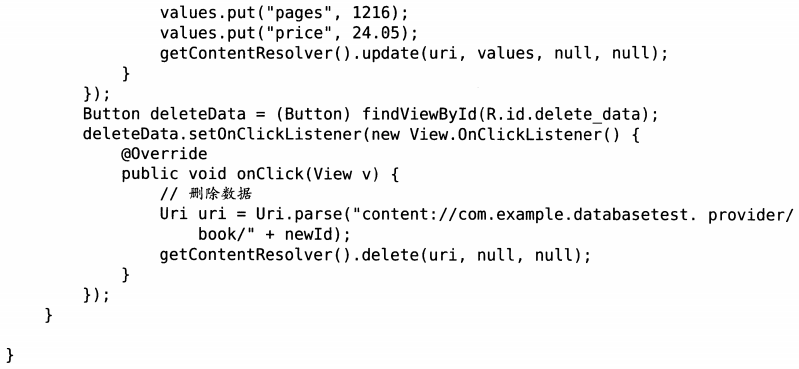 values.put("pages", 1216);
values.put("price", 24.05);
getContentResolver().update(uri, values, null, null);
}
});
Button deleteData = (Button) findViewById(R.id.delete_data);
deleteData.setOnClickListener(new View.OnClickListener() {
@Override
public void onClick(View v) {
// 删除数据
Uri uri = Uri.parse("content://com.example.databasetest. provider/
book/" + newId);
getContentResolver().delete(uri, null, null);
}
});
}
}